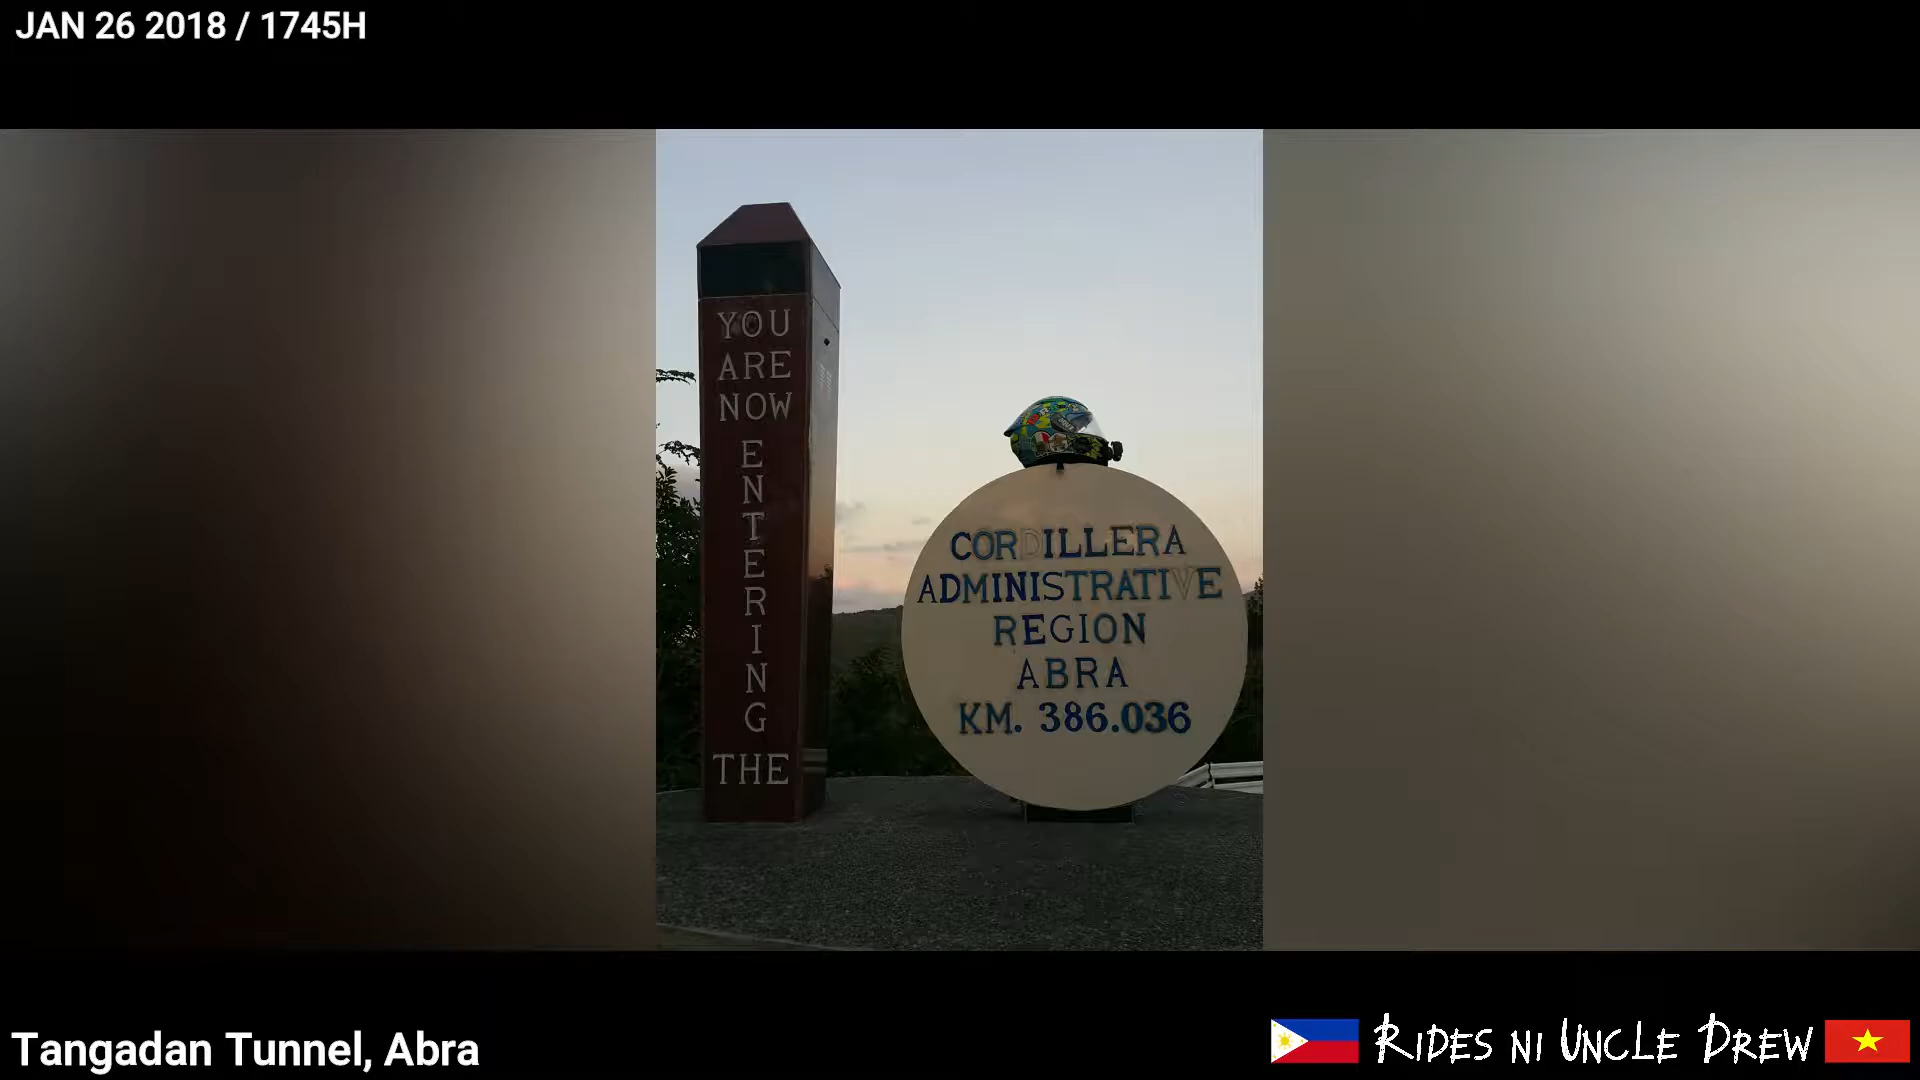 JAN 26 2018 / 1745H
YOU
ARE
NOW
ENTERING
THE
CORDILLERA
ADMINISTRATIVE
REGION
ABRA
KM. 386.036
Tangadan Tunnel, Abra
RIDES NI UNCLE DREW